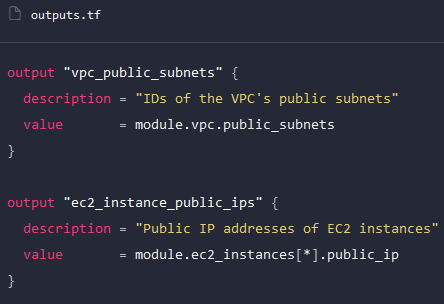 outputs.tf
output "vpc_public_subnets" {
  description = "IDs of the VPC's public subnets"
  value       = module.vpc.public_subnets
}
output "ec2_instance_public_ips" {
  description = "Public IP addresses of EC2 instances"
  value       = module.ec2_instances[*].public_ip
}